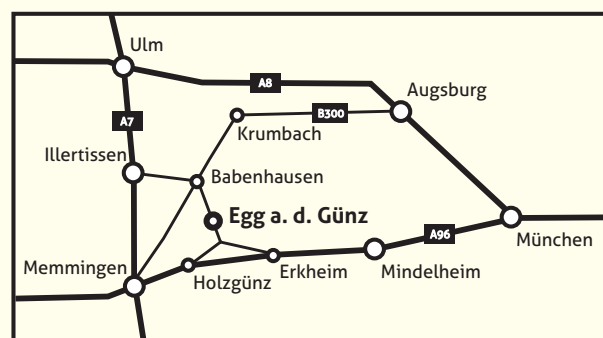 Ulm
A8
Augsburg
A7
B300
Krumbach
Illertissen
Babenhausen
Egg a. d. Günz
A96
München
Memmingen
Holzgünz
Erkheim
Mindelheim